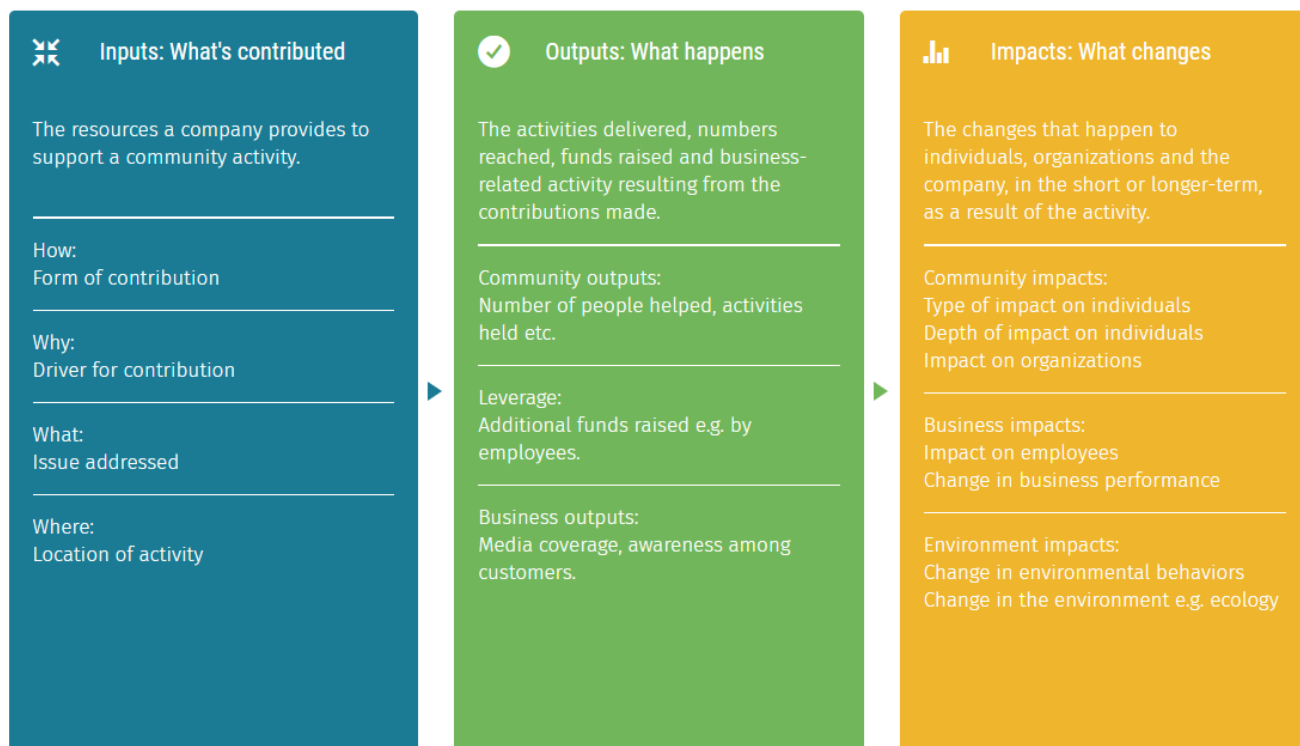 Inputs: What's contributed
The resources a company provides to
support a community activity.
How:
Form of contribution
Why:
Driver for contribution
What:
Issue addressed
Where:
Location of activity
Outputs: What happens
The activities delivered, numbers
reached, funds raised and business-
related activity resulting from the
contributions made.
Community outputs:
Number of people helped, activities
held etc.
Leverage:
Additional funds raised e.g. by
employees.
Business outputs:
Media coverage, awareness among
customers.
Impacts: What changes
The changes that happen to
individuals, organizations and the
company, in the short or longer-term,
as a result of the activity.
Community impacts:
Type of impact on individuals
Depth of impact on individuals
Impact on organizations
Business impacts:
Impact on employees
Change in business performance
Environment impacts:
Change in environmental behaviors
Change in the environment e.g. ecology